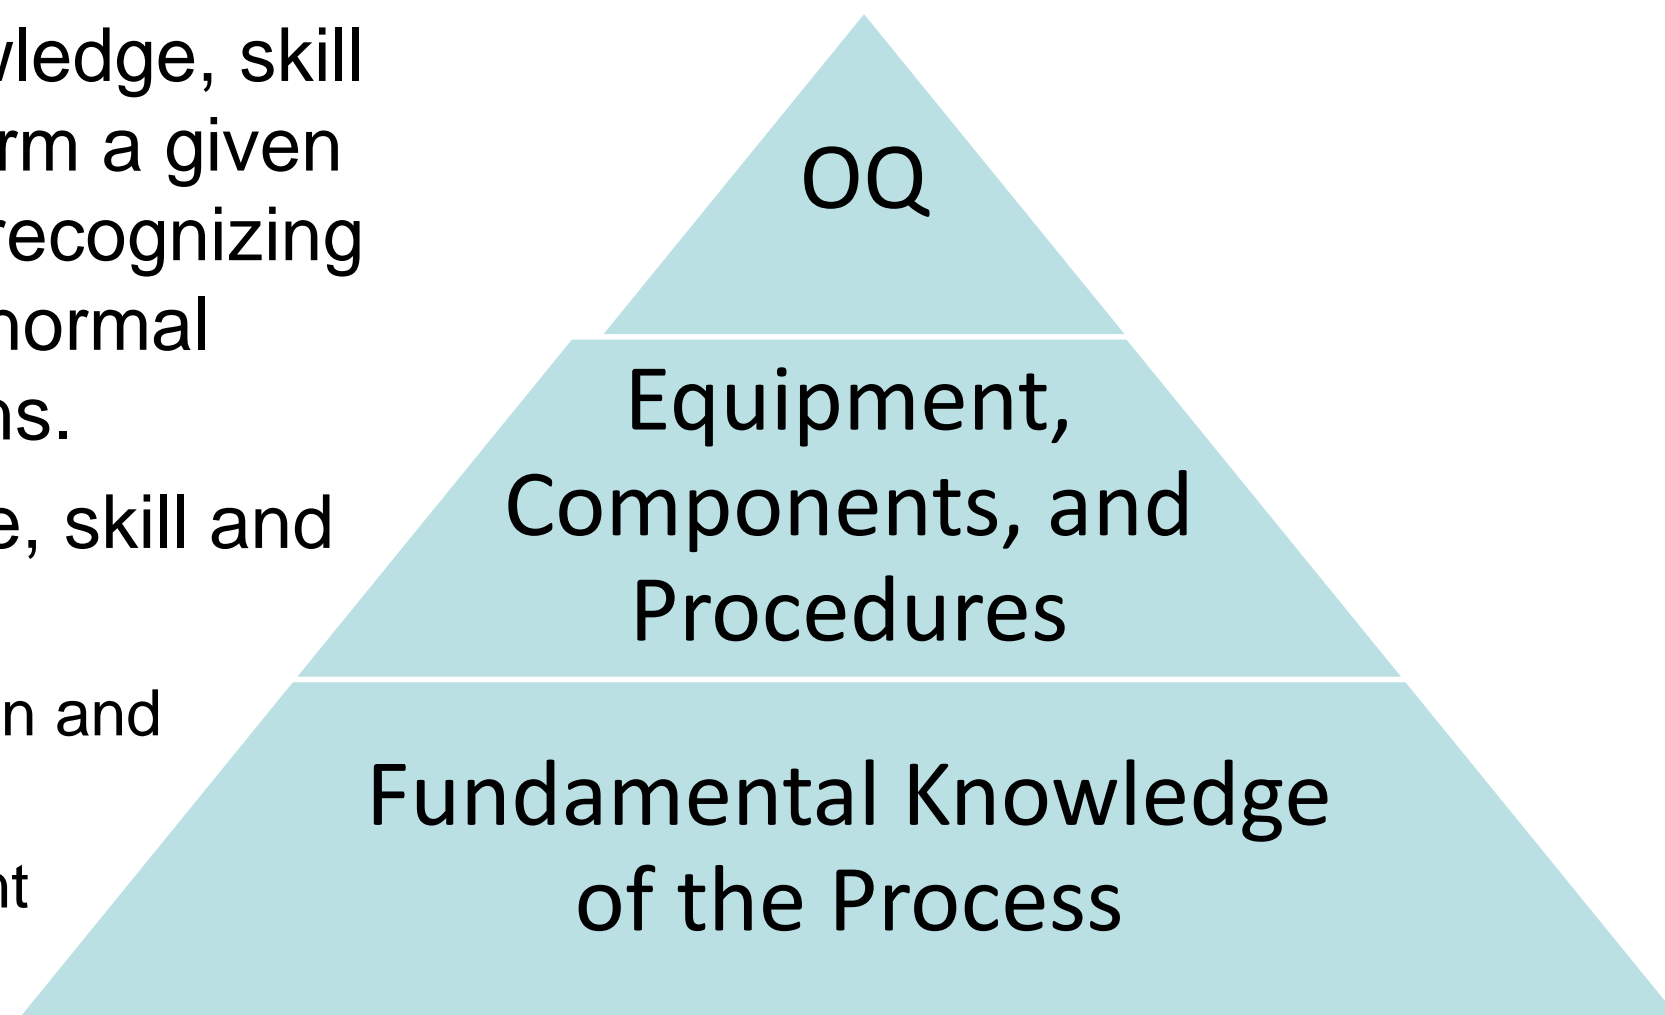 wledge, skill
rm a given
recognizing
normal
ns.
e, skill and
n and
nt
OQ
Equipment,
Components, and
Procedures
Fundamental Knowledge
of the Process